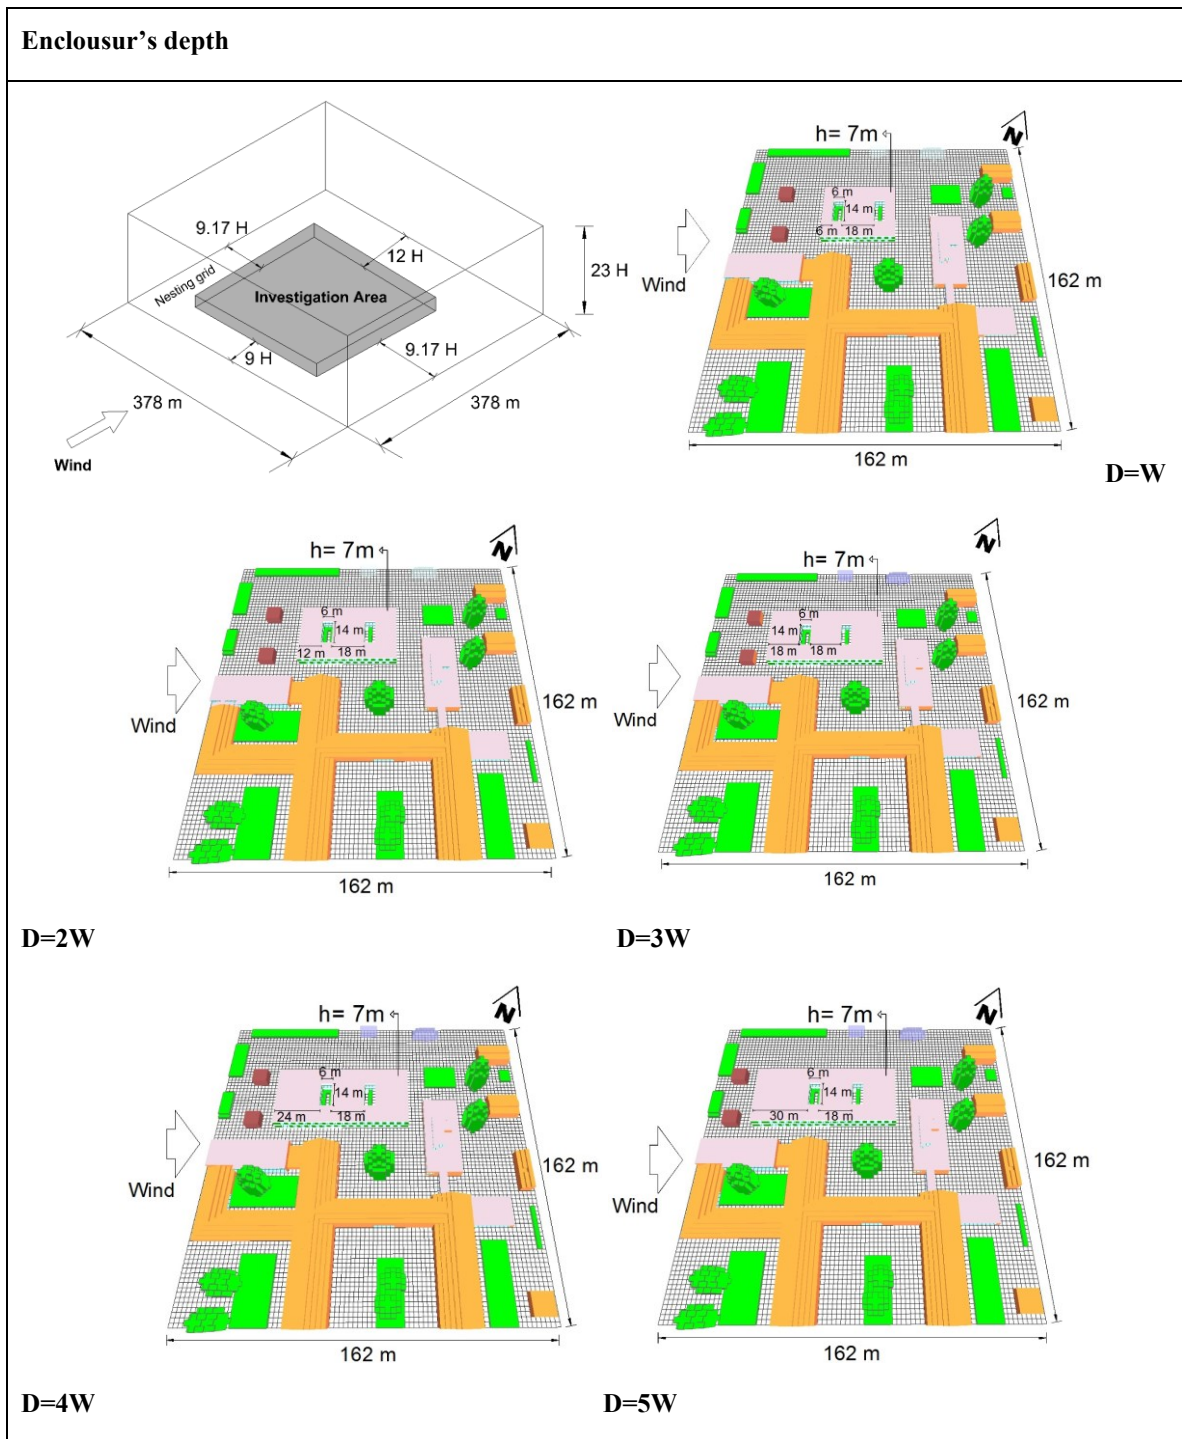 Enclousur’s depth
9.17 H
12 H
23 H
Nesting grid
Investigation Area
9 H
9.17 H
378 m
378 m
Wind
N
h= 7m
6 m
14 m
6 m
18 m
Wind
162 m
162 m
D=W
N
h= 7m
6 m
14 m
12 m
18 m
Wind
162 m
162 m
D=2W
N
h= 7m
6 m
14 m
18 m
18 m
Wind
162 m
162 m
D=3W
N
h= 7m
6 m
14 m
24 m
18 m
Wind
162 m
162 m
D=4W
N
h= 7m
6 m
14 m
30 m
18 m
Wind
162 m
162 m
D=5W